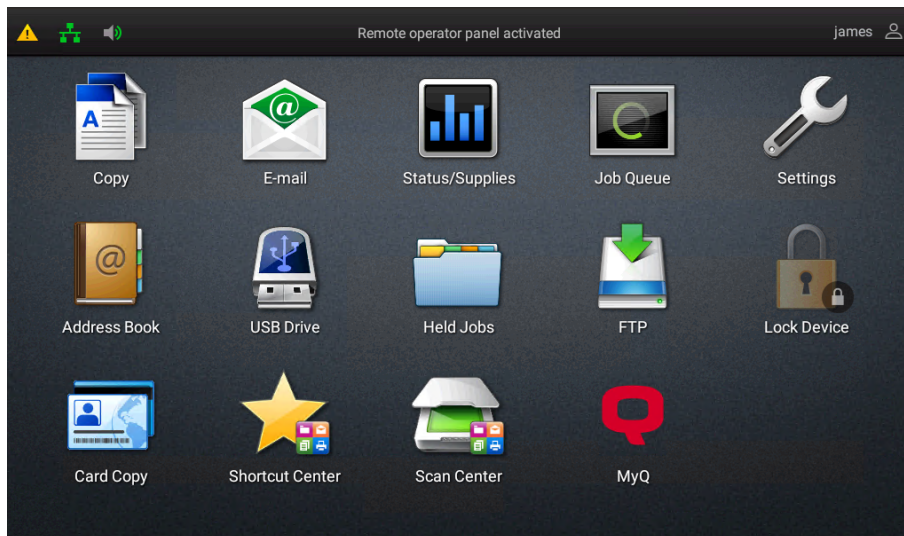 Remote operator panel activated
james
A
@
Copy
E-mail
Status/Supplies
Job Queue
Settings
@
Address Book
USB Drive
Held Jobs
FTP
Lock Device
Card Copy
Shortcut Center
Scan Center
MyQ